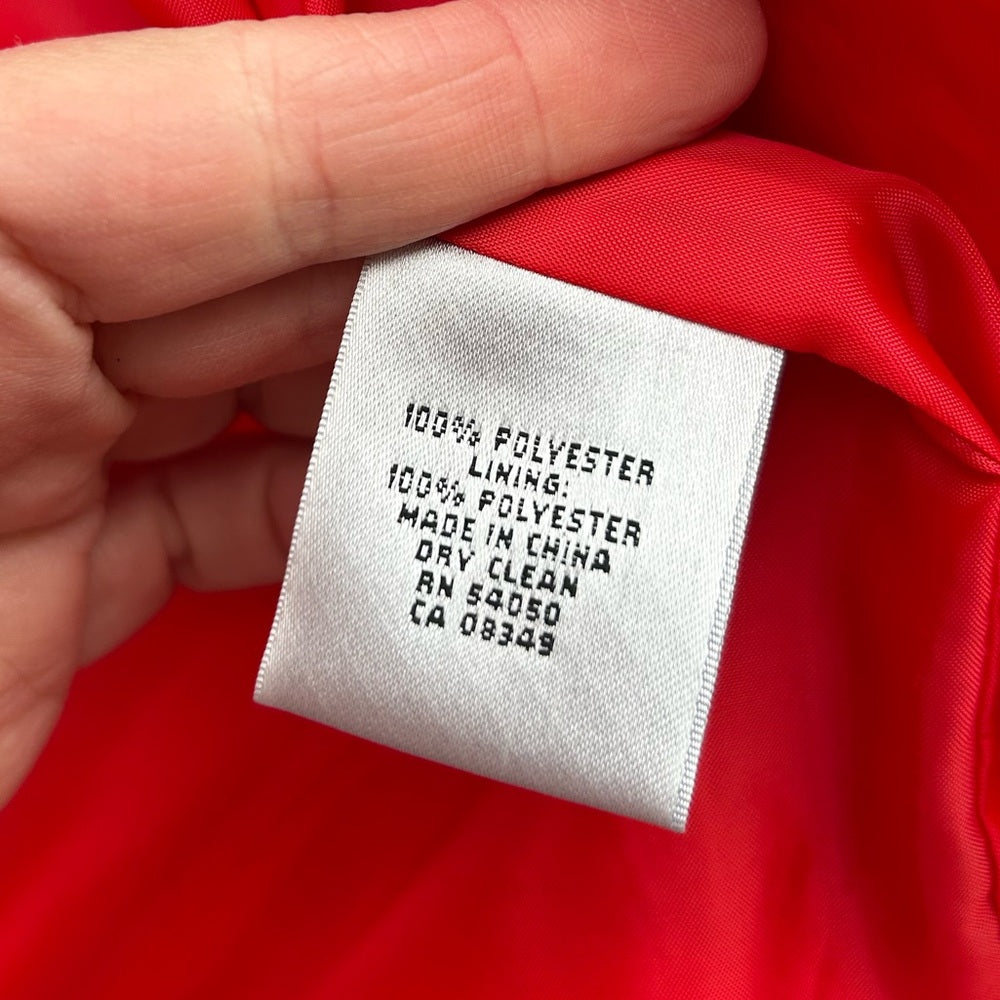 100% POLYESTER
LINING:
100% POLYESTER
MADE IN CHINA
DRY CLEAN
RN 54050
CA 08349